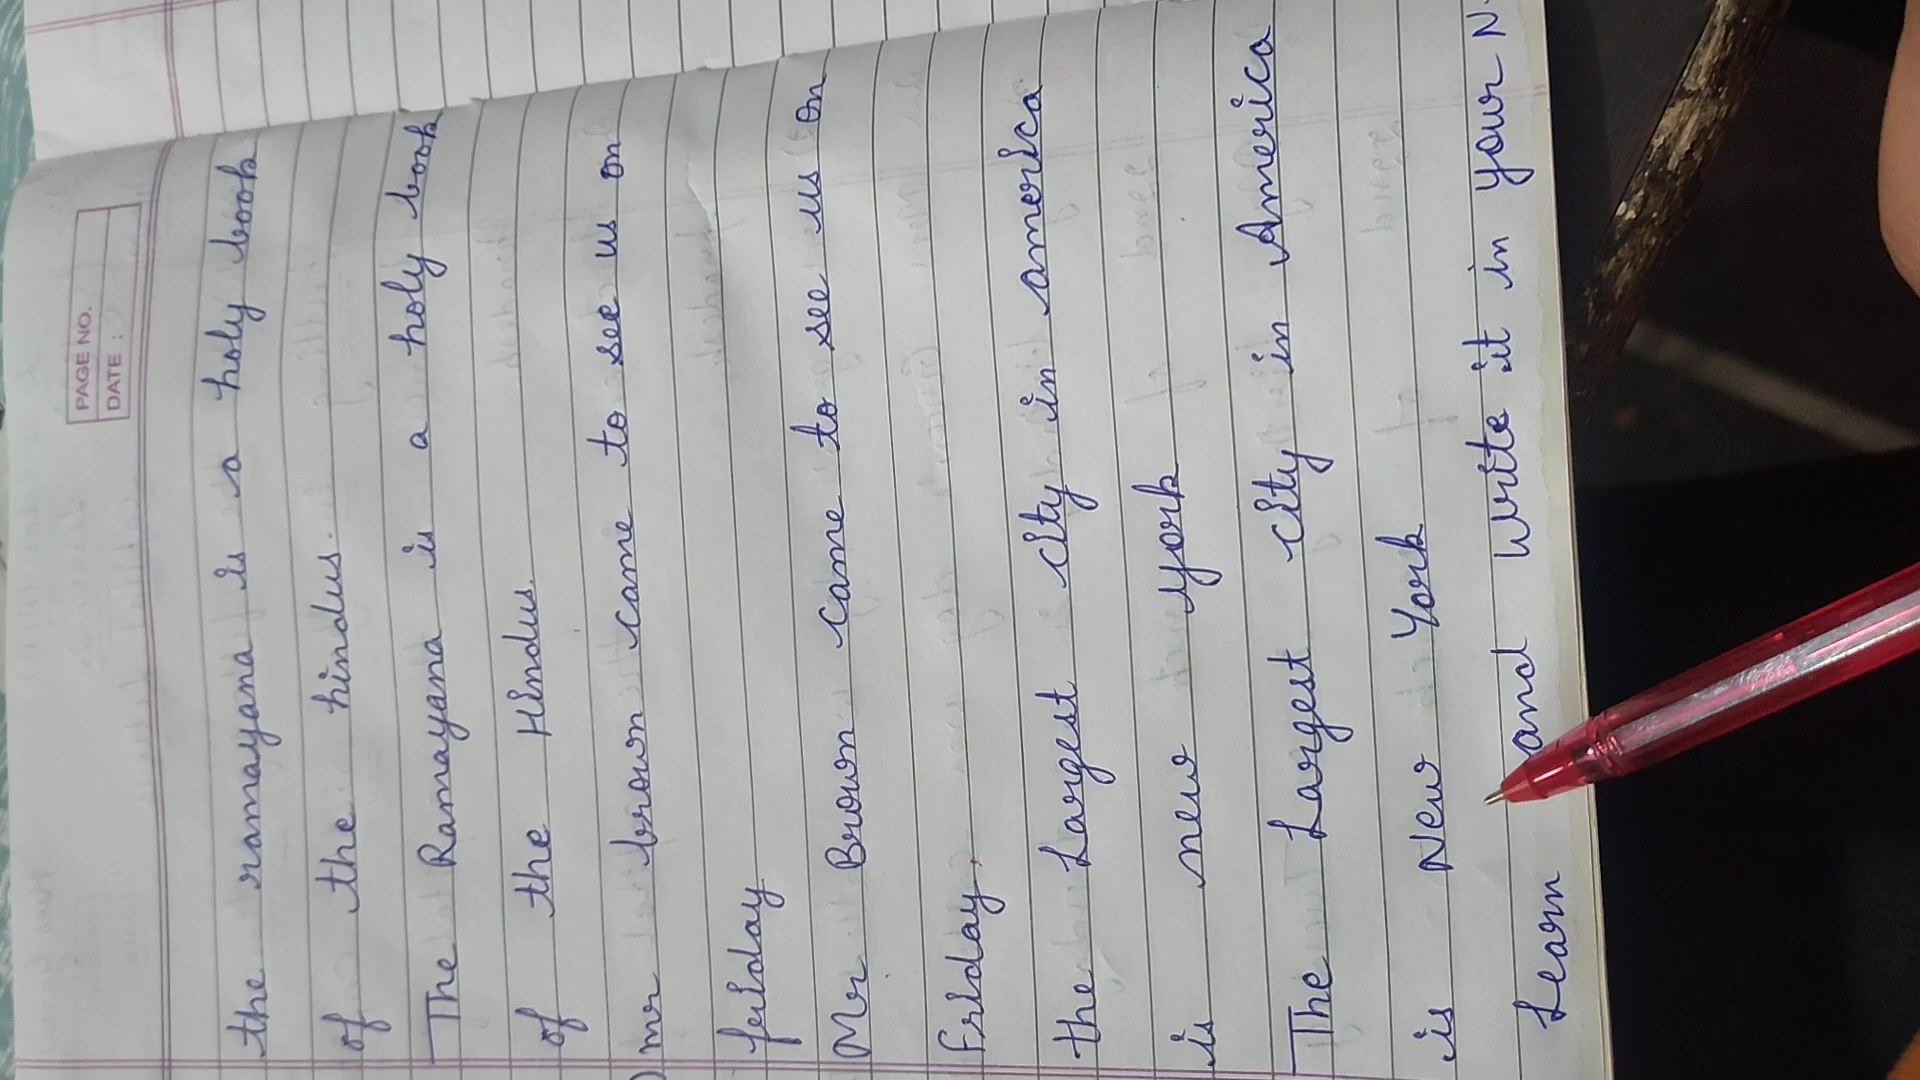 PAGE NO.
DATE :
the ramayana is a holy book
of the hindus.
The Ramayana is a holy book
of the Hindus.
) mr brown came to see us on
friday
Mr Brown came to see us on
Friday.
the Largest city in america
is new york
The Largest city in America
is New York
Learn and write it in your N.